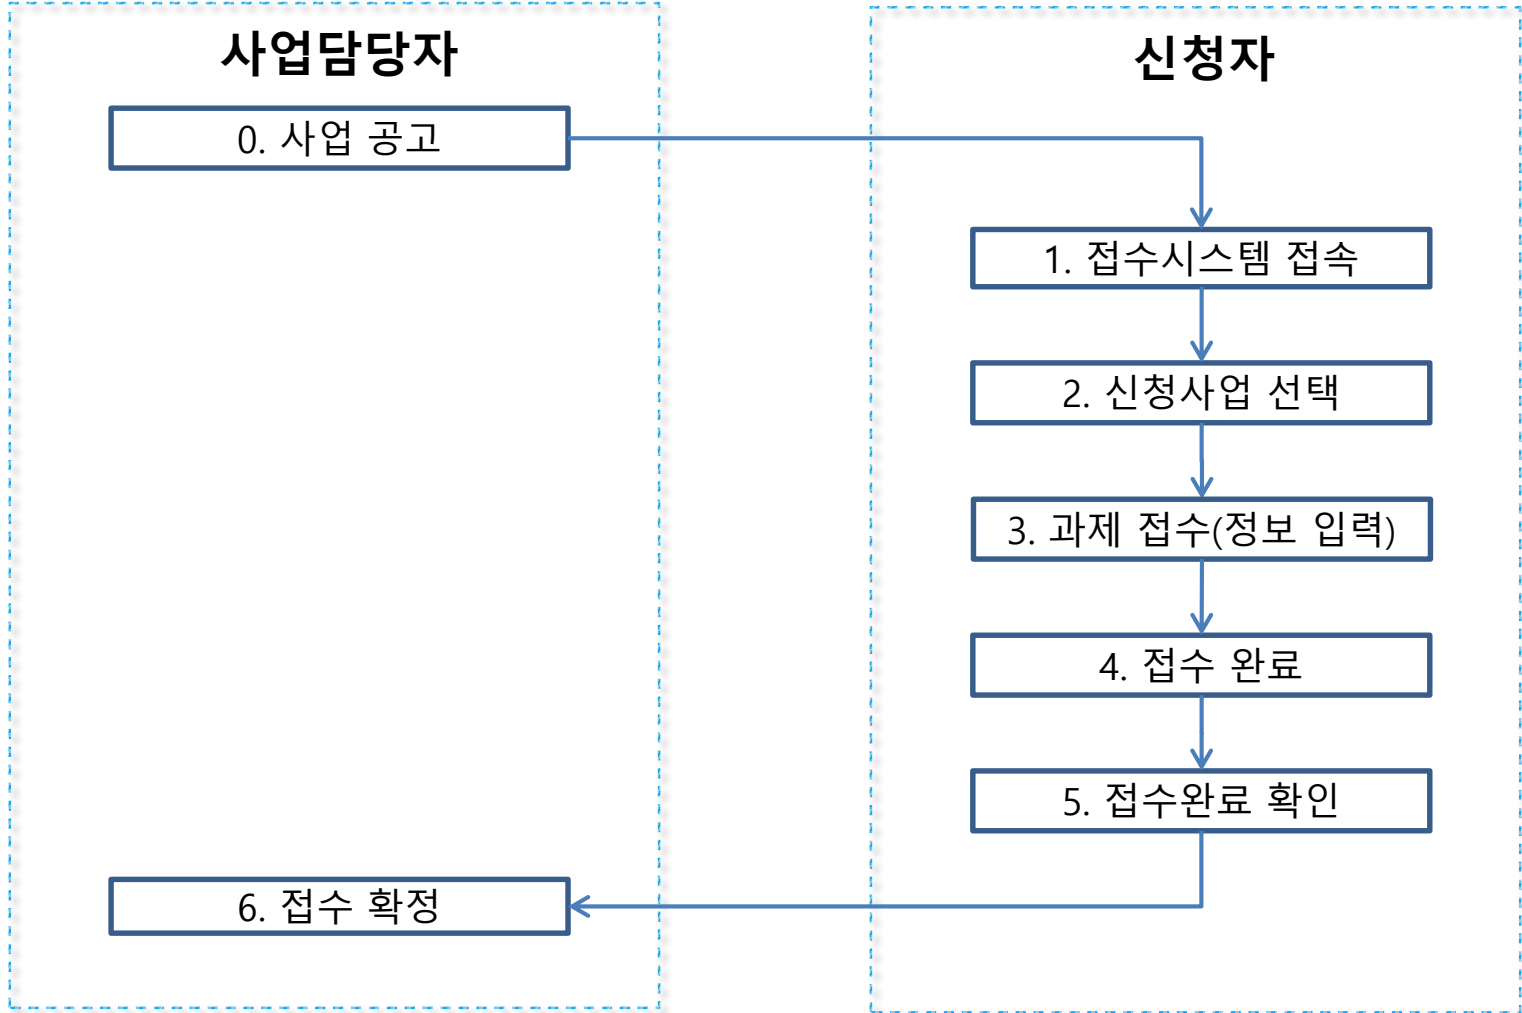 사업담당자
신청자
0. 사업 공고
1. 접수시스템 접속
2. 신청사업 선택
3. 과제 접수(정보 입력)
4. 접수 완료
5. 접수완료 확인
6. 접수 확정